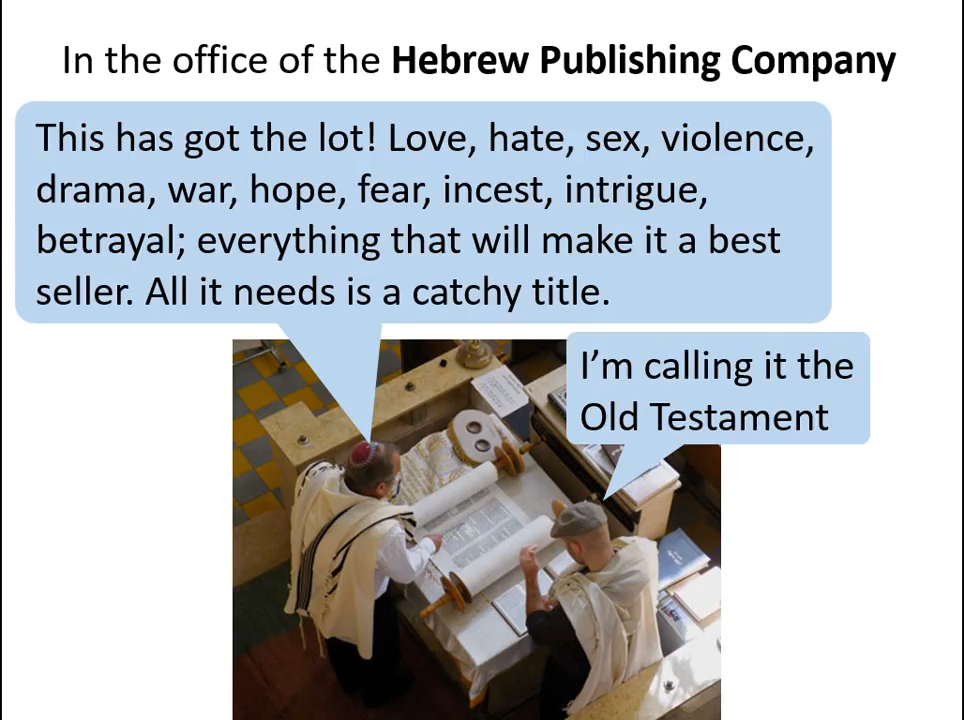 In the office of the Hebrew Publishing Company
This has got the lot! Love, hate, sex, violence,
drama, war, hope, fear, incest, intrigue,
betrayal; everything that will make it a best
seller. All it needs is a catchy title.
I’m calling it the
Old Testament